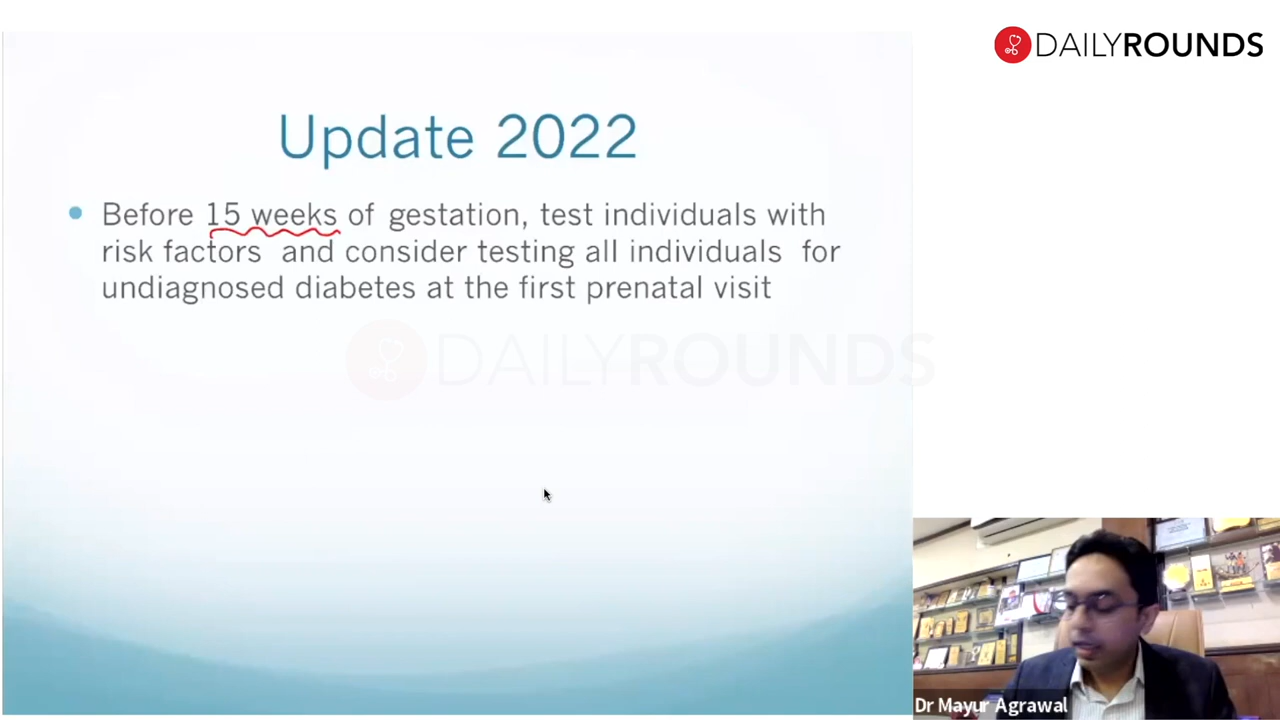 DAILYROUNDS
Update 2022
Before 15 weeks of gestation, test individuals with
risk factors and consider testing all individuals for
undiagnosed diabetes at the first prenatal visit
DAILYROUNDS
Dr Mayur Agrawal